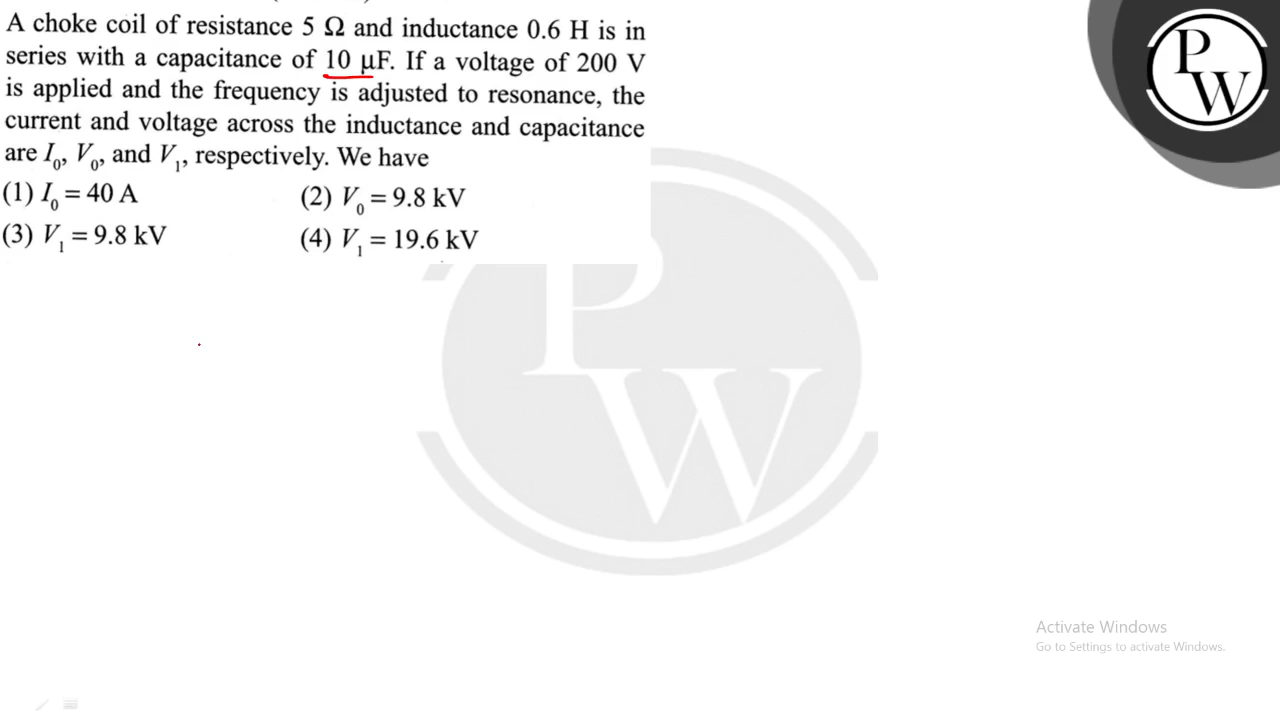 A choke coil of resistance 5 Ω and inductance 0.6 H is in
series with a capacitance of 10 μF. If a voltage of 200 V
is applied and the frequency is adjusted to resonance, the
current and voltage across the inductance and capacitance
are I₀, V₀, and V₁, respectively. We have
(1) I₀ = 40 A (2) V₀ = 9.8 kV
(3) V₁ = 9.8 kV (4) V₁ = 19.6 kV
P
W
P
W
Activate Windows
Go to Settings to activate Windows.